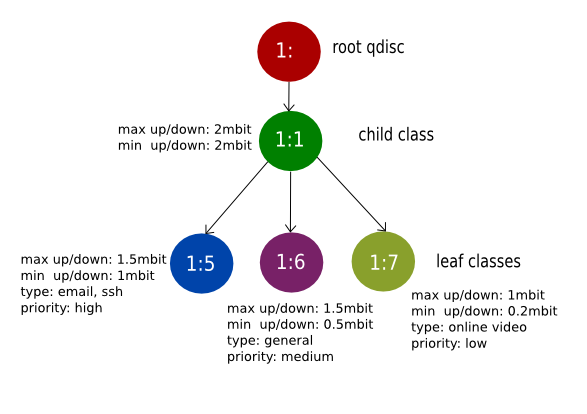 1:
root qdisc
max up/down: 2mbit
min  up/down: 2mbit
1:1
child class
max up/down: 1.5mbit
min  up/down: 1mbit
type: email, ssh
priority: high
1:5
1:6
1:7
leaf classes
max up/down: 1.5mbit
min  up/down: 0.5mbit
type: general
priority: medium
max up/down: 1mbit
min  up/down: 0.2mbit
type: online video
priority: low